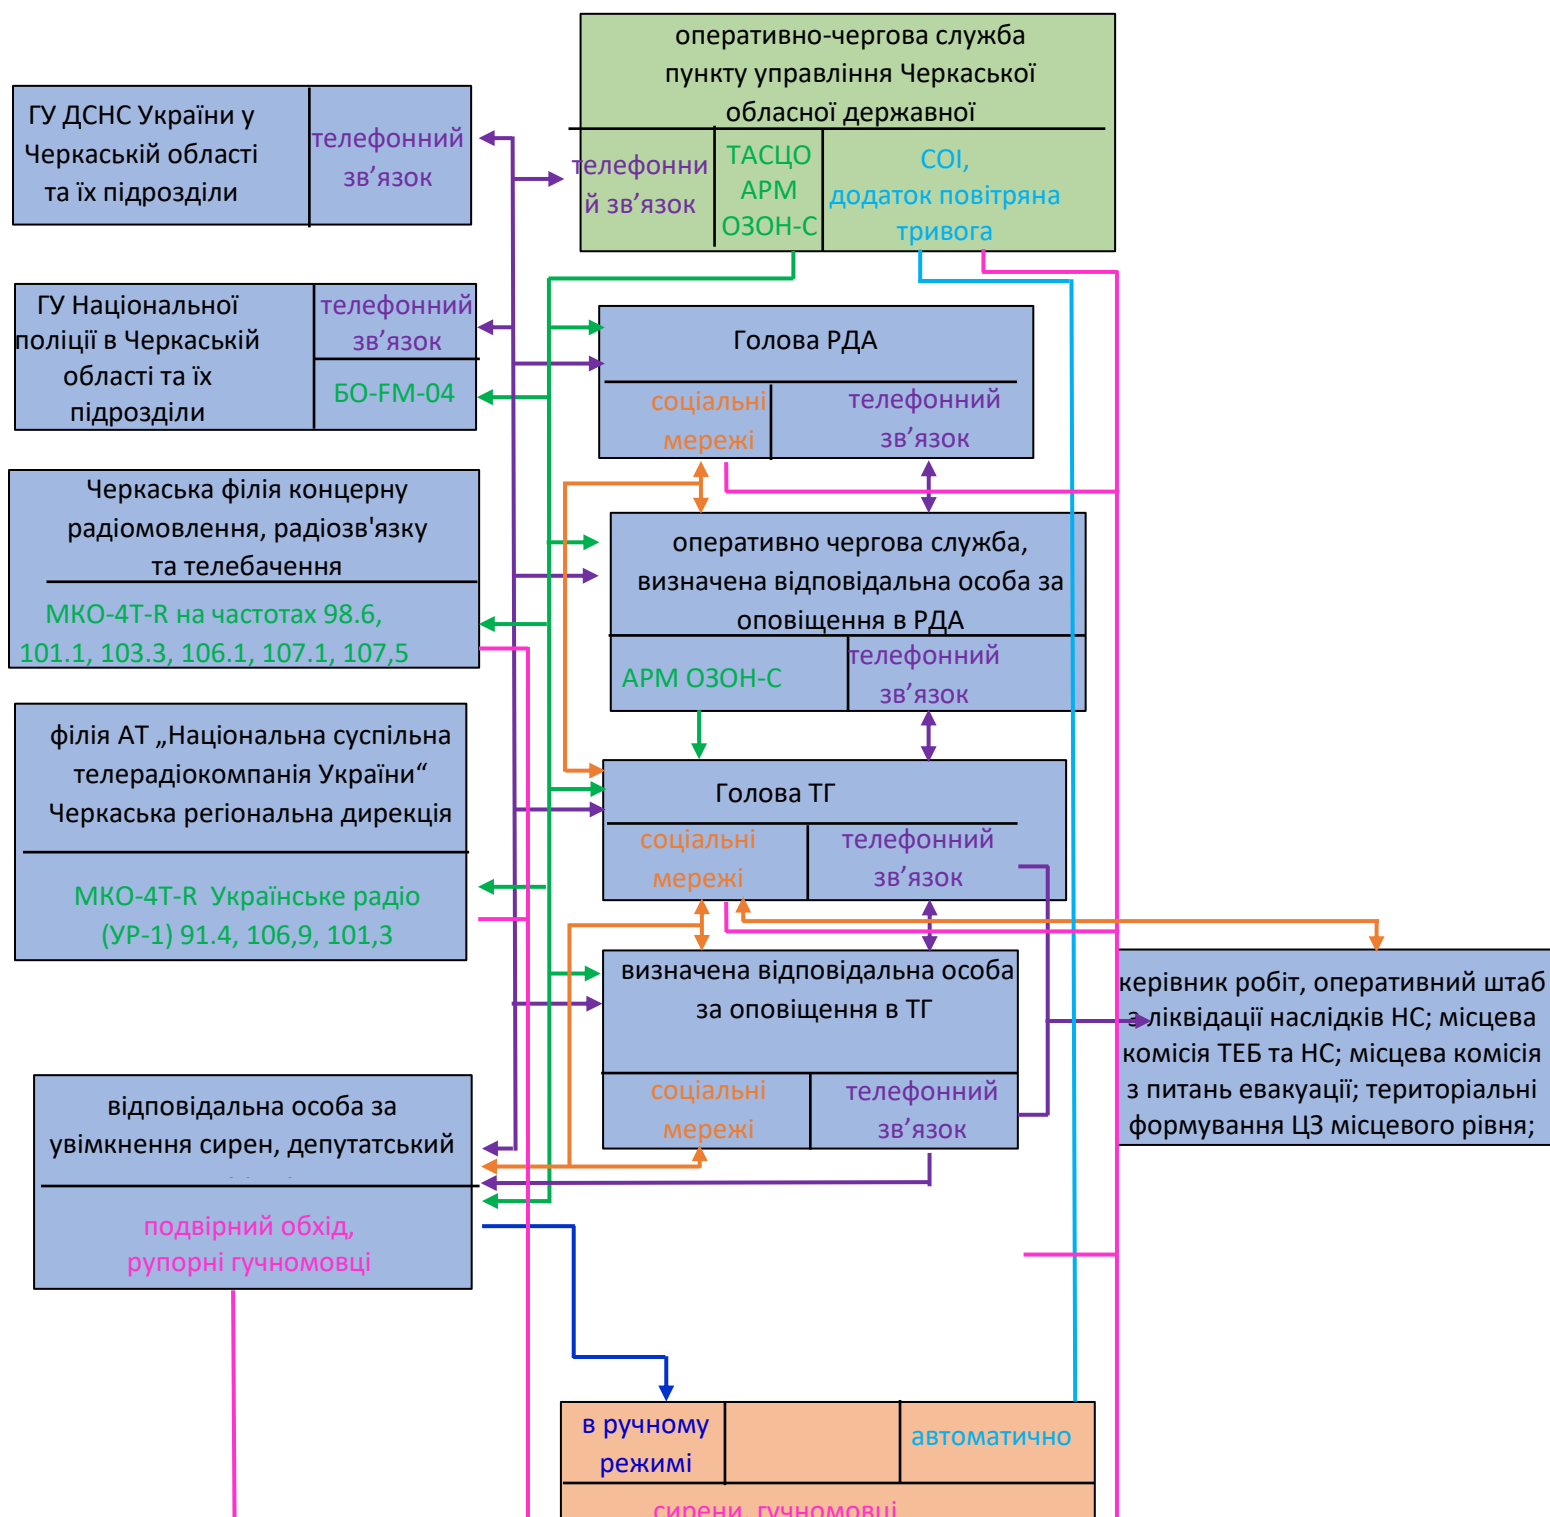 оперативно-чергова служба
пункту управління Черкаської
обласної державної
телефонни
й зв’язок
ТАСЦО
АРМ
ОЗОН-С
СОІ,
додаток повітряна
тривога
ГУ ДСНС України у
Черкаській області
та їх підрозділи
телефонний
зв’язок
ГУ Національної
поліції в Черкаській
області та їх
підрозділи
телефонний
зв’язок
БО-FM-04
Голова РДА
соціальні
мережі
телефонний
зв’язок
Черкаська філія концерну
радіомовлення, радіозв'язку
та телебачення
МКО-4Т-R на частотах 98.6,
101.1, 103.3, 106.1, 107.1, 107,5
оперативно чергова служба,
визначена відповідальна особа за
оповіщення в РДА
АРМ ОЗОН-С
телефонний
зв’язок
філія АТ „Національна суспільна
телерадіокомпанія України“
Черкаська регіональна дирекція
МКО-4Т-R Українське радіо
(УР-1) 91.4, 106,9, 101,3
Голова ТГ
соціальні
мережі
телефонний
зв’язок
визначена відповідальна особа
за оповіщення в ТГ
соціальні
мережі
телефонний
зв’язок
керівник робіт, оперативний штаб
з ліквідації наслідків НС; місцева
комісія ТЕБ та НС; місцева комісія
з питань евакуації; територіальні
формування ЦЗ місцевого рівня;
відповідальна особа за
увімкнення сирен, депутатський
подвірний обхід,
рупорні гучномовці
в ручному
режимі
автоматично
сирени, гучномовці